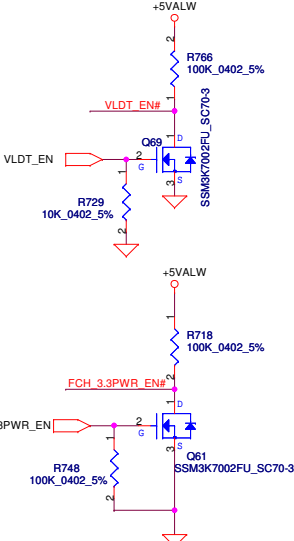 +5VALW
2
R766
100K_0402_5%
1
VLDT_EN#
1
D
Q69
VLDT_EN
2
G
SSM3K7002FU_SC70-3
3
S
1
R729
10K_0402_5%
2
+5VALW
1
R718
100K_0402_5%
2
FCH_3.3PWR_EN#
1
D
3PWR_EN
2
G
Q61
3
S
SSM3K7002FU_SC70-3
1
R748
100K_0402_5%
2